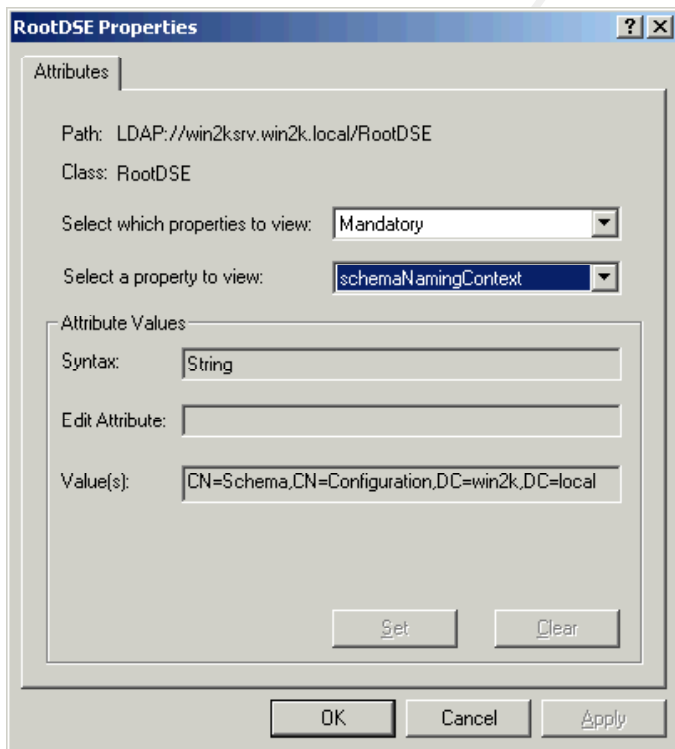 RootDSE Properties
Attributes
Path: LDAP://win2ksrv.win2k.local/RootDSE
Class: RootDSE
Select which properties to view: Mandatory
Select a property to view: schemaNamingContext
Attribute Values
Syntax: String
Edit Attribute:
Value(s): CN=Schema,CN=Configuration,DC=win2k,DC=local
Set Clear
OK Cancel Apply